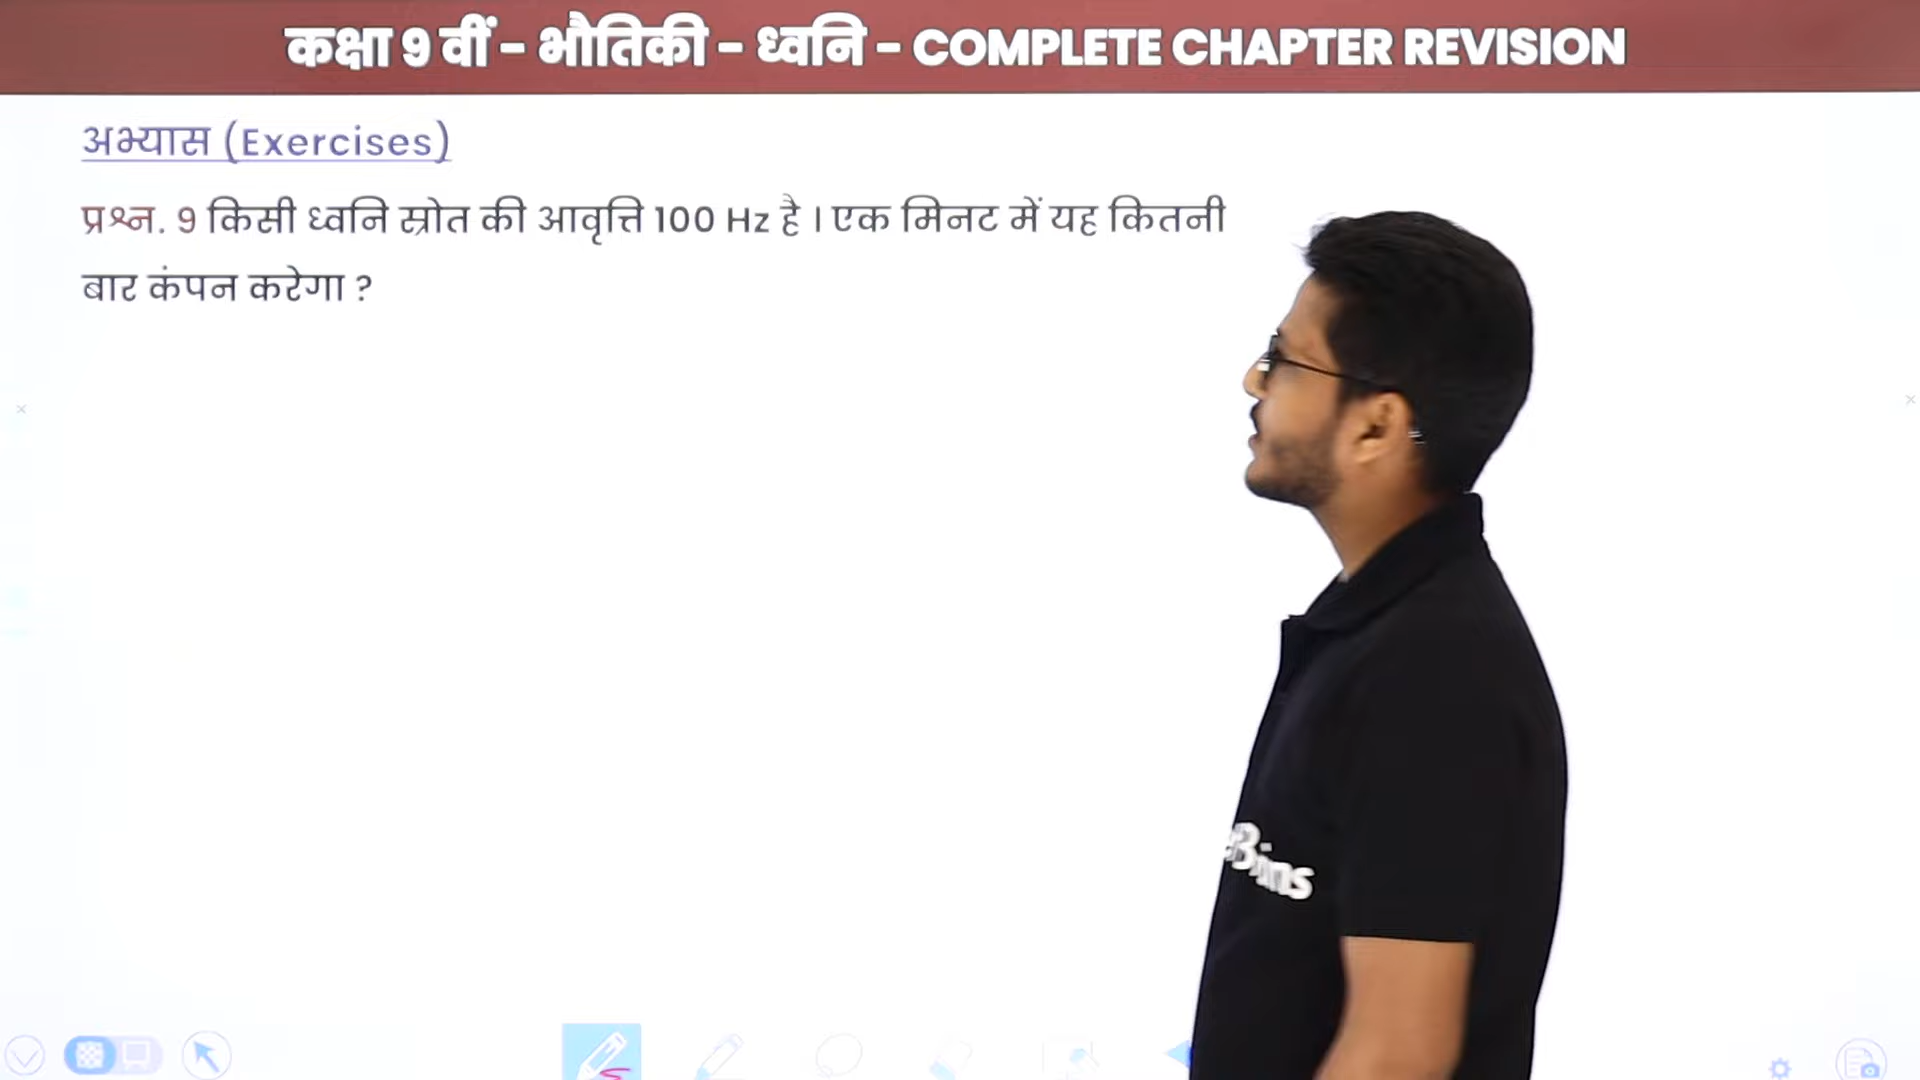 कक्षा 9 वीं - भौतिकी - ध्वनि - COMPLETE CHAPTER REVISION
अभ्यास (Exercises)
प्रश्न. 9 किसी ध्वनि स्रोत की आवृत्ति 100 Hz है । एक मिनट में यह कितनी
बार कंपन करेगा ?